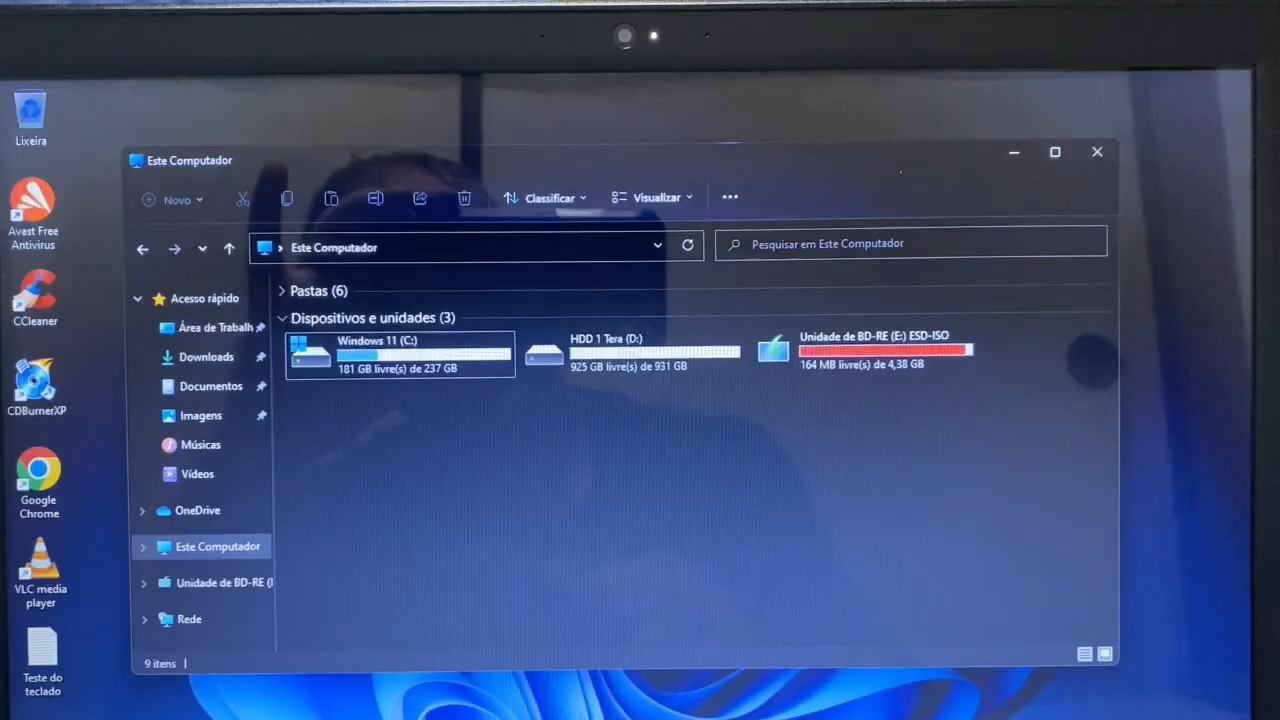 Lixeira
Avast Free
Antivirus
CCleaner
CDBurnerXP
Google
Chrome
VLC media
player
Teste do
teclado
Este Computador
Novo
Classificar
Visualizar
Este Computador
Pesquisar em Este Computador
Acesso rápido
Área de Trabalh
Downloads
Documentos
Imagens
Músicas
Vídeos
OneDrive
Este Computador
Unidade de BD-RE (I
Rede
Pastas (6)
Dispositivos e unidades (3)
Windows 11 (C:)
181 GB livre(s) de 237 GB
HDD 1 Tera (D:)
925 GB livre(s) de 931 GB
Unidade de BD-RE (E:) ESD-ISO
164 MB livre(s) de 4,38 GB
9 itens